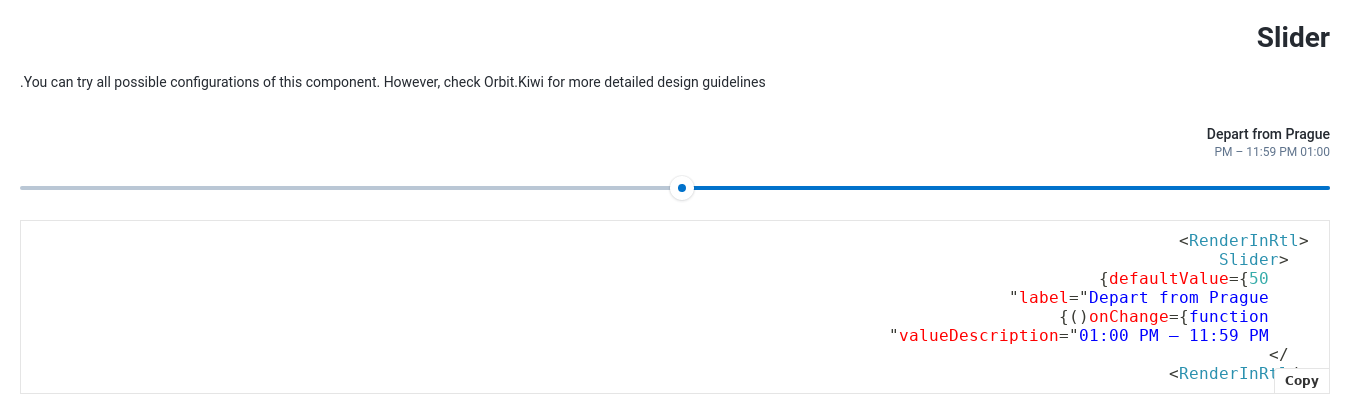 Slider
.You can try all possible configurations of this component. However, check Orbit.Kiwi for more detailed design guidelines
Depart from Prague
PM – 11:59 PM 01:00
<RenderInRtl>
Slider>
{defaultValue={50
"label="Depart from Prague
{()onChange={function
"valueDescription="01:00 PM – 11:59 PM
</
<RenderInRtl/
Copy